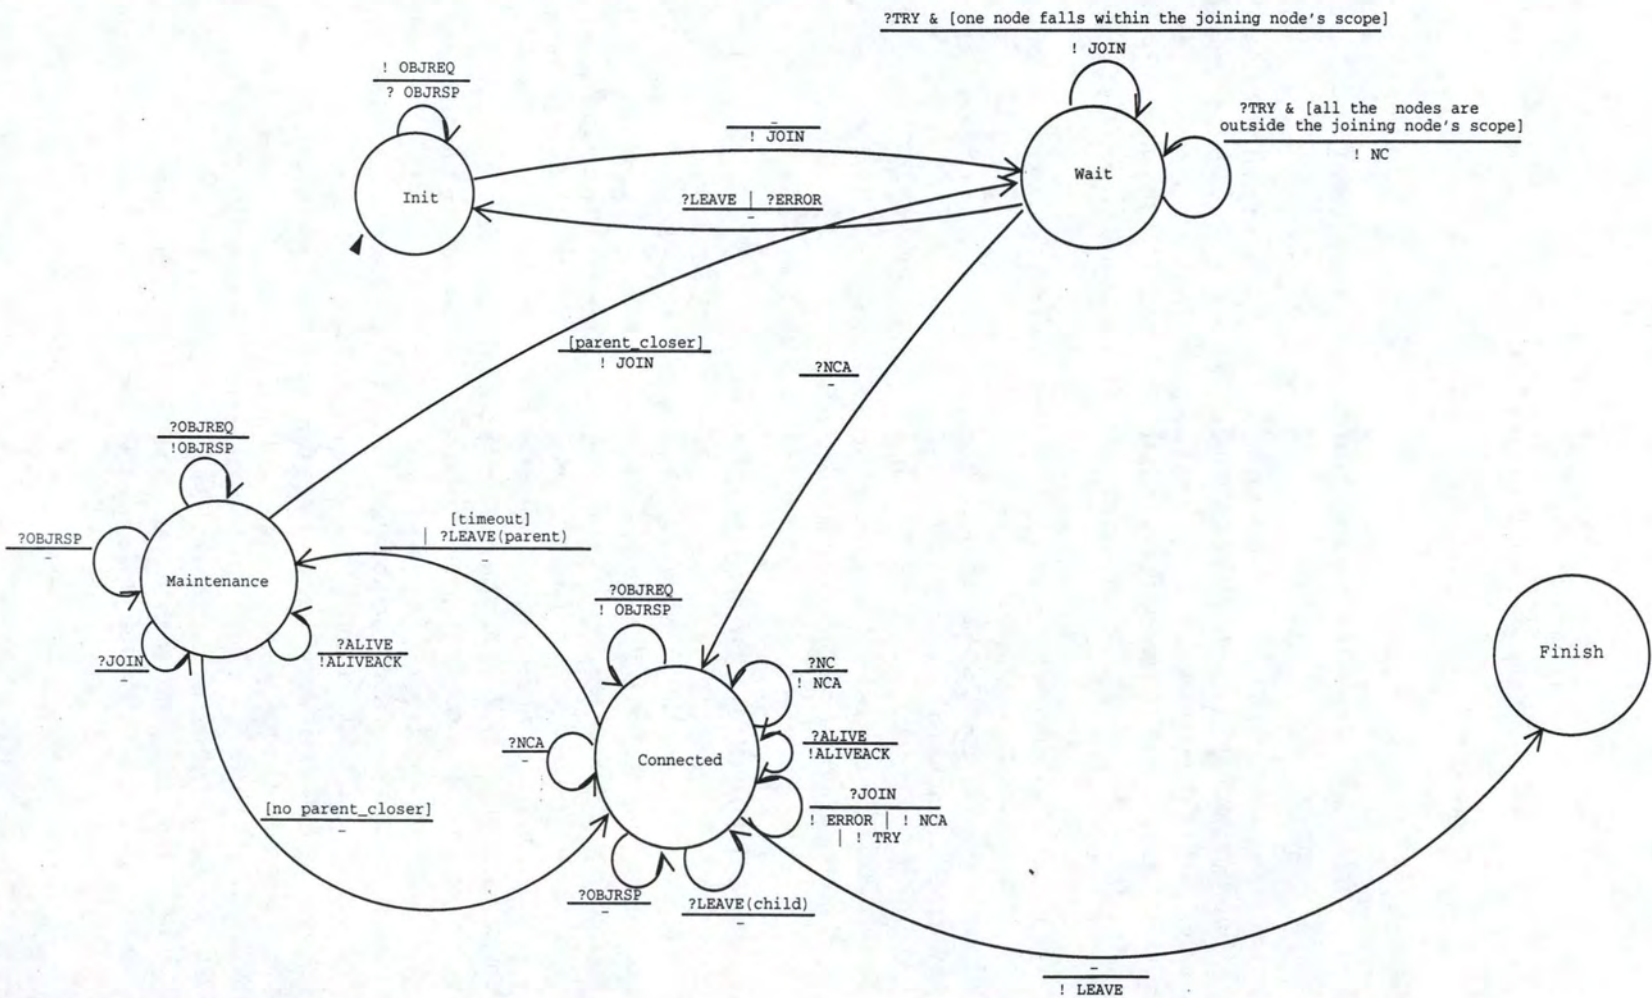 ?TRY & [one node falls within the joining node's scope]
! JOIN
! OBJREQ
? OBJRSP
?TRY & [all the nodes are
outside the joining node's scope]
! NC
-
! JOIN
Init
Wait
?LEAVE | ?ERROR
-
[parent_closer]
! JOIN
?NCA
-
?OBJREQ
!OBJRSP
[timeout]
| ?LEAVE(parent)
-
?OBJRSP
-
Maintenance
?OBJREQ
! OBJRSP
?JOIN
-
?ALIVE
!ALIVEACK
Finish
?NC
! NCA
?NCA
-
Connected
?ALIVE
!ALIVEACK
?JOIN
! ERROR | ! NCA
| ! TRY
[no parent_closer]
-
?OBJRSP
-
?LEAVE(child)
-
-
! LEAVE